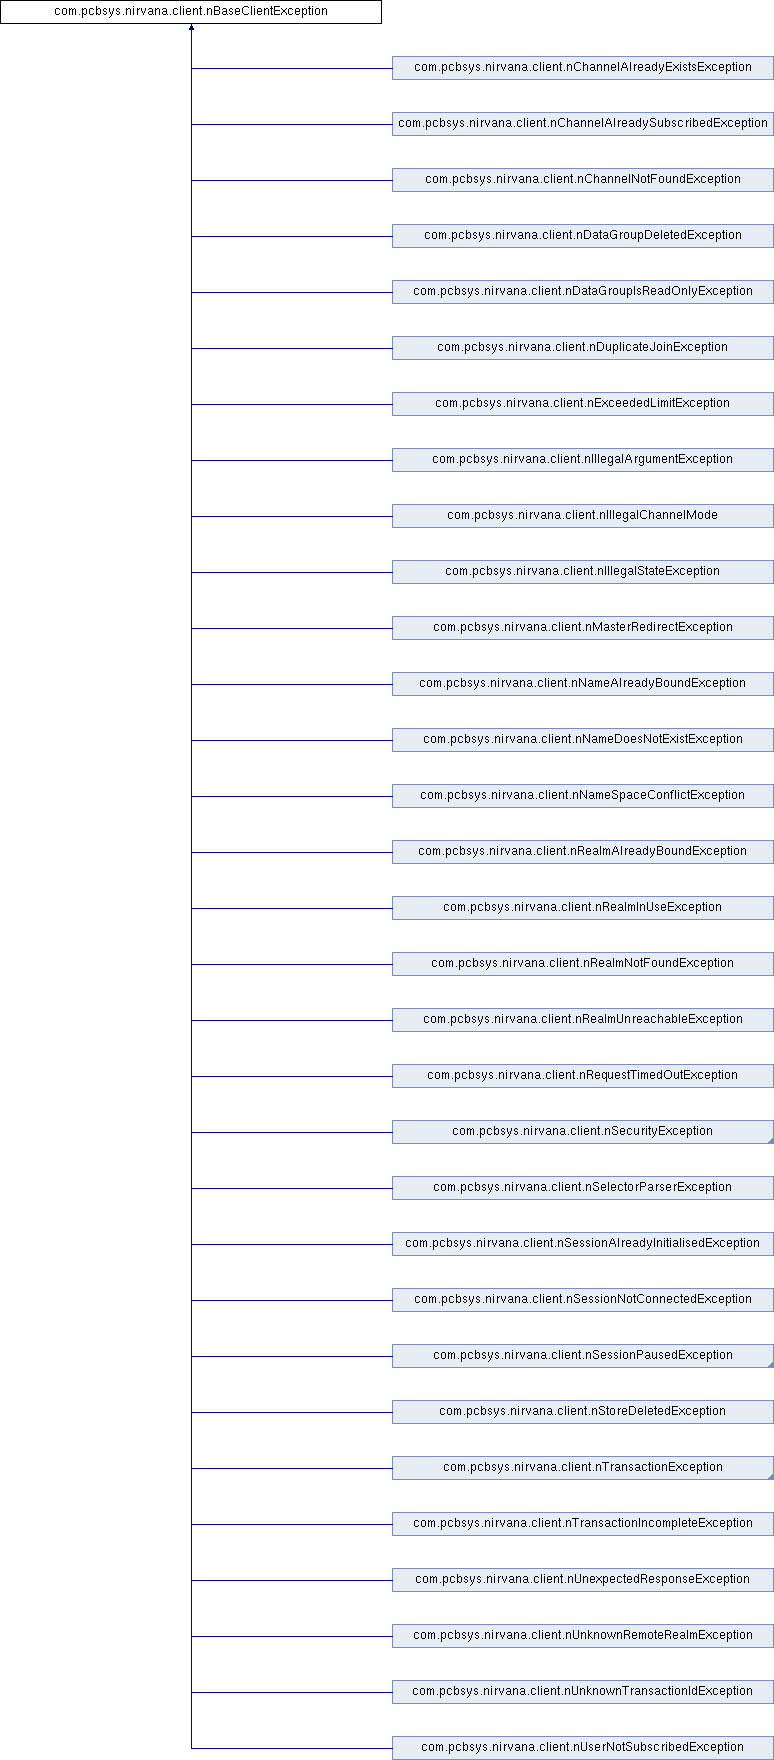 com.pcbsys.nirvana.client.nBaseClientException
com.pcbsys.nirvana.client.nChannelAlreadyExistsException
com.pcbsys.nirvana.client.nChannelAlreadySubscribedException
com.pcbsys.nirvana.client.nChannelNotFoundException
com.pcbsys.nirvana.client.nDataGroupDeletedException
com.pcbsys.nirvana.client.nDataGroupIsReadOnlyException
com.pcbsys.nirvana.client.nDuplicateJoinException
com.pcbsys.nirvana.client.nExceededLimitException
com.pcbsys.nirvana.client.nIllegalArgumentException
com.pcbsys.nirvana.client.nIllegalChannelMode
com.pcbsys.nirvana.client.nIllegalStateException
com.pcbsys.nirvana.client.nMasterRedirectException
com.pcbsys.nirvana.client.nNameAlreadyBoundException
com.pcbsys.nirvana.client.nNameDoesNotExistException
com.pcbsys.nirvana.client.nNameSpaceConflictException
com.pcbsys.nirvana.client.nRealmAlreadyBoundException
com.pcbsys.nirvana.client.nRealmInUseException
com.pcbsys.nirvana.client.nRealmNotFoundException
com.pcbsys.nirvana.client.nRealmUnreachableException
com.pcbsys.nirvana.client.nRequestTimedOutException
com.pcbsys.nirvana.client.nSecurityException
com.pcbsys.nirvana.client.nSelectorParserException
com.pcbsys.nirvana.client.nSessionAlreadyInitialisedException
com.pcbsys.nirvana.client.nSessionNotConnectedException
com.pcbsys.nirvana.client.nSessionPausedException
com.pcbsys.nirvana.client.nStoreDeletedException
com.pcbsys.nirvana.client.nTransactionException
com.pcbsys.nirvana.client.nTransactionIncompleteException
com.pcbsys.nirvana.client.nUnexpectedResponseException
com.pcbsys.nirvana.client.nUnknownRemoteRealmException
com.pcbsys.nirvana.client.nUnknownTransactionIdException
com.pcbsys.nirvana.client.nUserNotSubscribedException